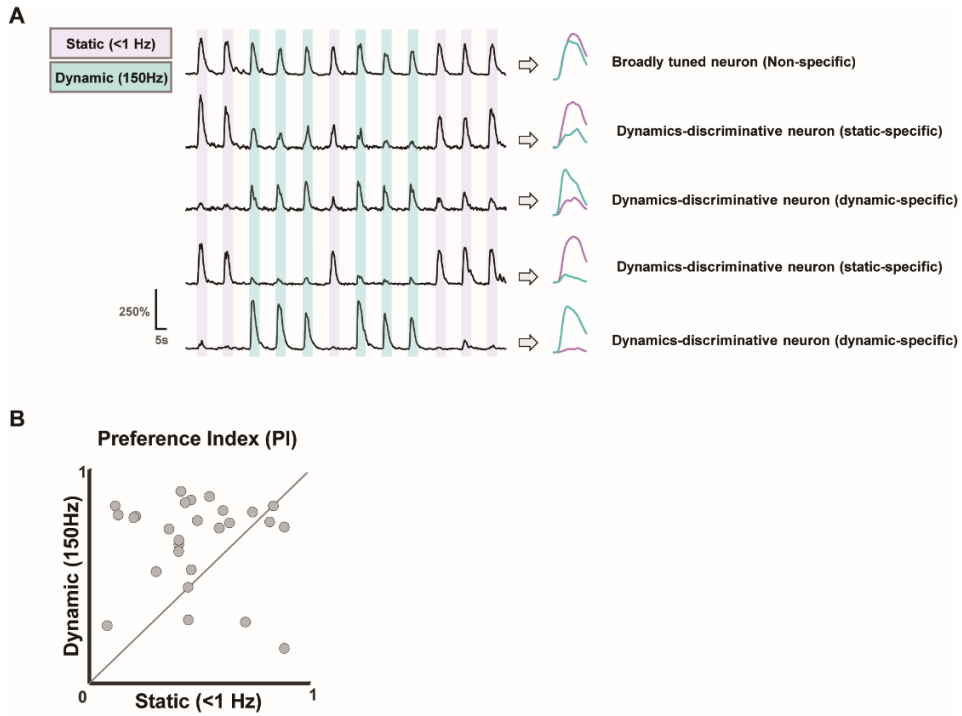 A
Static (<1 Hz)
Dynamic (150Hz)
Broadly tuned neuron (Non-specific)
Dynamics-discriminative neuron (static-specific)
Dynamics-discriminative neuron (dynamic-specific)
Dynamics-discriminative neuron (static-specific)
Dynamics-discriminative neuron (dynamic-specific)
250%
5s
B
Preference Index (PI)
1
Dynamic (150Hz)
0
Static (<1 Hz)
1